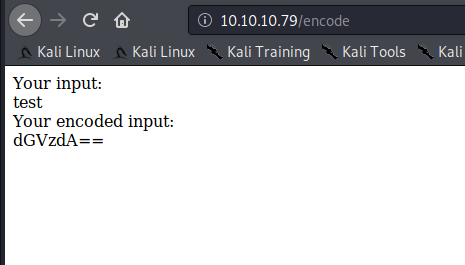 10.10.10.79/encode
Kali Linux Kali Linux Kali Training Kali Tools Kali
Your input:
test
Your encoded input:
dGVzdA==